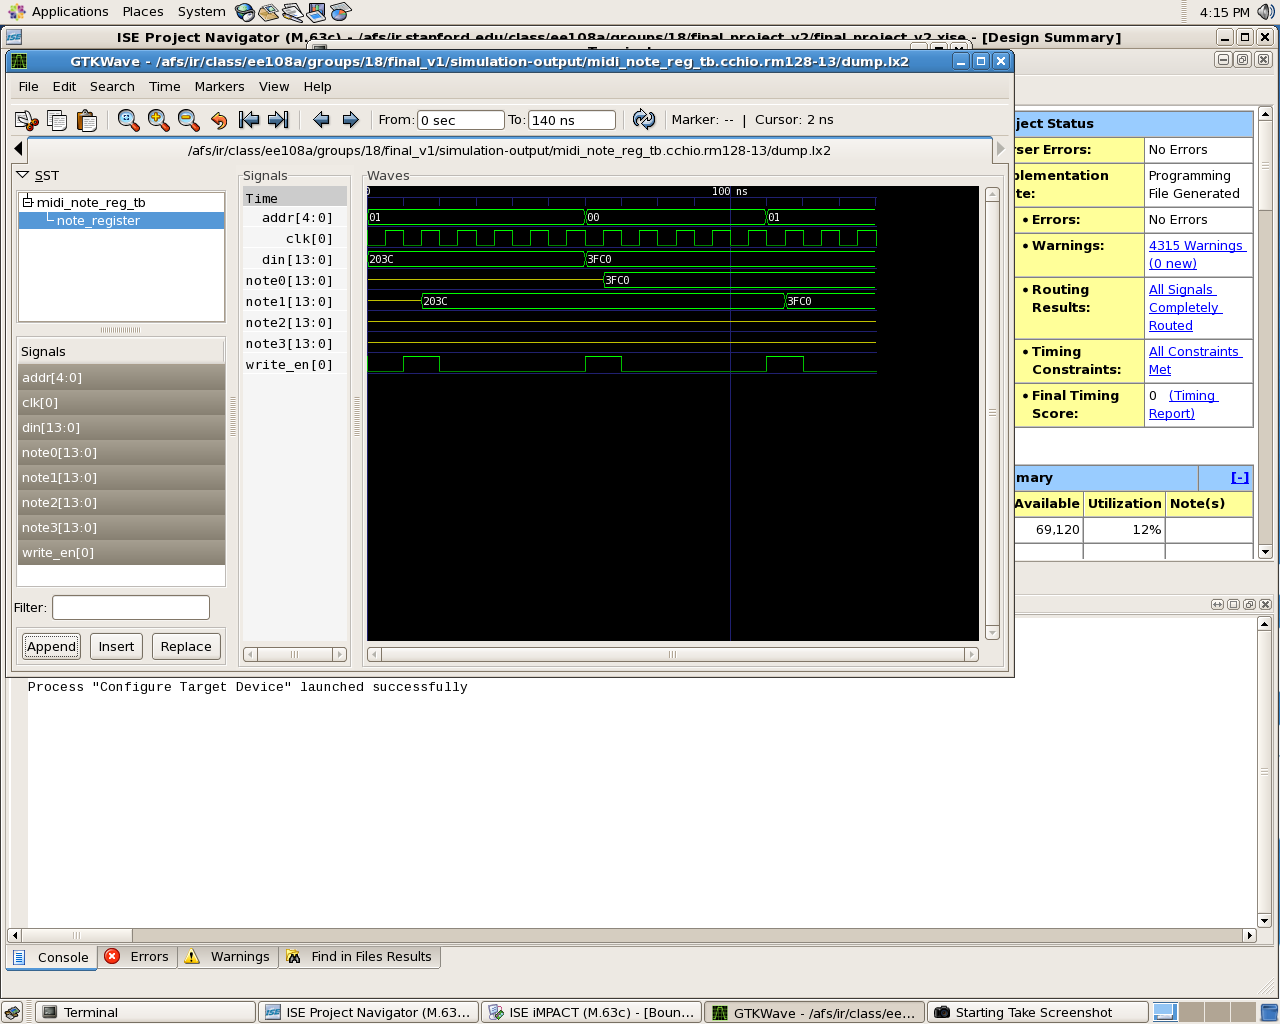 Applications Places System 4:15 PM
ISE Project Navigator (M.63c) - /afs/ir.stanford.edu/class/ee108a/groups/18/final_project_v2/final_project_v2.xise - [Design Summary]
GTKWave - /afs/ir/class/ee108a/groups/18/final_v1/simulation-output/midi_note_reg_tb.cchio.rm128-13/dump.lx2
File Edit Search Time Markers View Help
From: 0 sec To: 140 ns Marker: -- | Cursor: 2 ns
/afs/ir/class/ee108a/groups/18/final_v1/simulation-output/midi_note_reg_tb.cchio.rm128-13/dump.lx2
SST
midi_note_reg_tb
note_register
Signals
addr[4:0]
clk[0]
din[13:0]
note0[13:0]
note1[13:0]
note2[13:0]
note3[13:0]
write_en[0]
Filter:
Append Insert Replace
Signals
Time
addr[4:0]
clk[0]
din[13:0]
note0[13:0]
note1[13:0]
note2[13:0]
note3[13:0]
write_en[0]
Waves
0 100 ns
01 00 01
203C 3FC0
3FC0
203C 3FC0
ject Status
ser Errors: No Errors
plementation Programming
te: File Generated
• Errors: No Errors
• Warnings: 4315 Warnings
(0 new)
• Routing All Signals
Results: Completely
Routed
• Timing All Constraints
Constraints: Met
• Final Timing 0 (Timing
Score: Report)
mary [-]
Available Utilization Note(s)
69,120 12%
Process "Configure Target Device" launched successfully
Console Errors Warnings Find in Files Results
Terminal ISE Project Navigator (M.63... ISE iMPACT (M.63c) - [Boun... GTKWave - /afs/ir/class/ee... Starting Take Screenshot